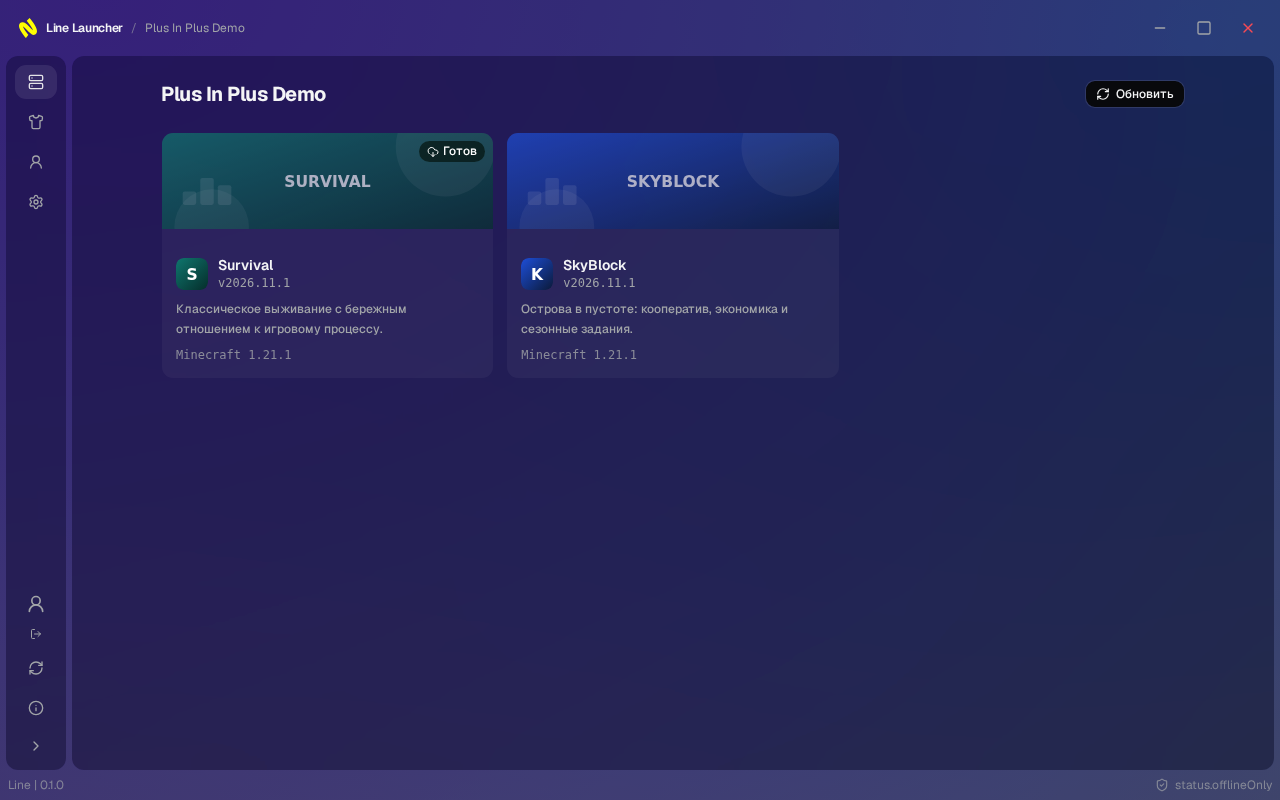 Line Launcher / Plus In Plus Demo
Plus In Plus Demo
Обновить
Готов
SURVIVAL
SKYBLOCK
S
Survival
v2026.11.1
Классическое выживание с бережным
отношением к игровому процессу.
Minecraft 1.21.1
K
SkyBlock
v2026.11.1
Острова в пустоте: кооператив, экономика и
сезонные задания.
Minecraft 1.21.1
Line | 0.1.0
status.offlineOnly